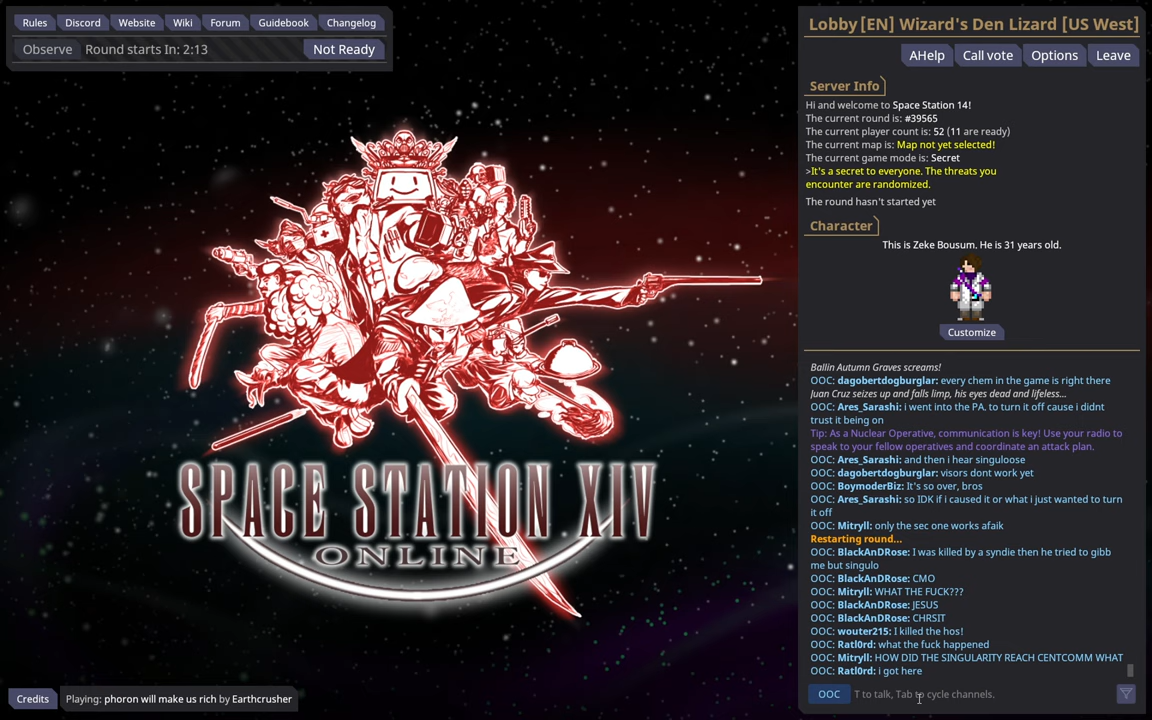 Rules Discord Website Wiki Forum Guidebook Changelog
Observe Round starts In: 2:13 Not Ready
SPACE STATION XIV
ONLINE
Credits Playing: phoron will make us rich by Earthcrusher
Lobby [EN] Wizard's Den Lizard [US West]
AHelp Call vote Options Leave
Server Info
Hi and welcome to Space Station 14!
The current round is: #39565
The current player count is: 52 (11 are ready)
The current map is: Map not yet selected!
The current game mode is: Secret
>It's a secret to everyone. The threats you
encounter are randomized.
The round hasn't started yet
Character
This is Zeke Bousum. He is 31 years old.
Customize
Ballin Autumn Graves screams!
OOC: dagobertdogburglar: every chem in the game is right there
Juan Cruz seizes up and falls limp, his eyes dead and lifeless...
OOC: Ares_Sarashi: i went into the PA. to turn it off cause i didnt
trust it being on
Tip: As a Nuclear Operative, communication is key! Use your radio to
speak to your fellow operatives and coordinate an attack plan.
OOC: Ares_Sarashi: and then i hear singuloose
OOC: dagobertdogburglar: visors dont work yet
OOC: BoymoderBiz: It's so over, bros
OOC: Ares_Sarashi: so IDK if i caused it or what i just wanted to turn
it off
OOC: Mitryll: only the sec one works afaik
Restarting round...
OOC: BlackAnDRose: I was killed by a syndie then he tried to gibb
me but singulo
OOC: BlackAnDRose: CMO
OOC: Mitryll: WHAT THE FUCK???
OOC: BlackAnDRose: JESUS
OOC: BlackAnDRose: CHRSIT
OOC: wouter215: I killed the hos!
OOC: Ratl0rd: what the fuck happened
OOC: Mitryll: HOW DID THE SINGULARITY REACH CENTCOMM WHAT
OOC: Ratl0rd: i got here
OOC T to talk, Tab to cycle channels.